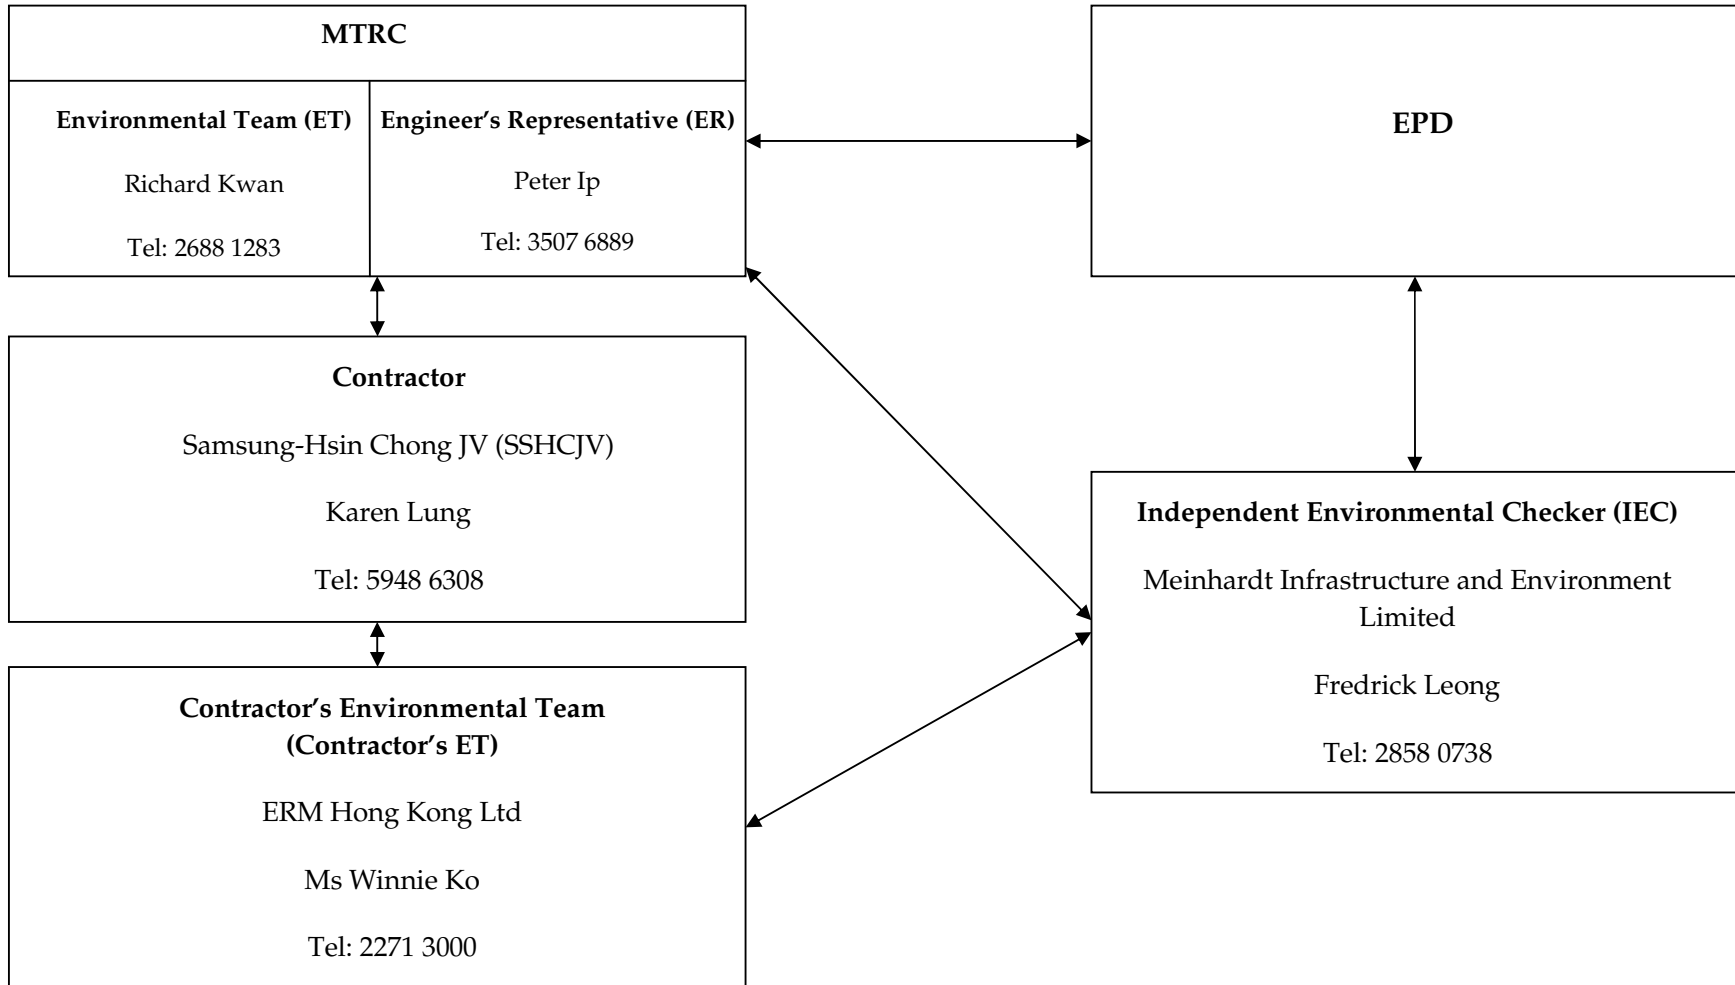 MTRC
Environmental Team (ET)
Richard Kwan
Tel: 2688 1283
Engineer’s Representative (ER)
Peter Ip
Tel: 3507 6889
EPD
Contractor
Samsung-Hsin Chong JV (SSHCJV)
Karen Lung
Tel: 5948 6308
Independent Environmental Checker (IEC)
Meinhardt Infrastructure and Environment
Limited
Fredrick Leong
Tel: 2858 0738
Contractor’s Environmental Team
(Contractor’s ET)
ERM Hong Kong Ltd
Ms Winnie Ko
Tel: 2271 3000